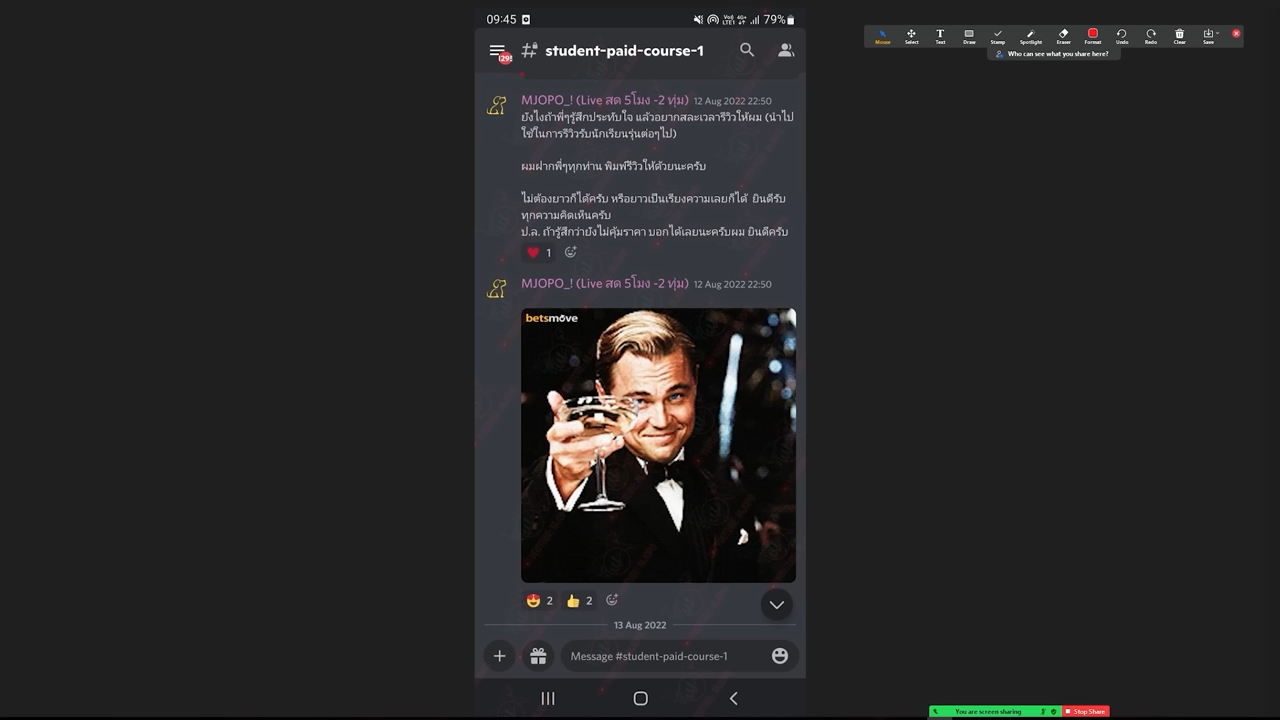 09:45
79%
# student-paid-course-1
Mouse
Select
Text
Draw
Stamp
Spotlight
Eraser
Format
Undo
Redo
Clear
Save
Who can see what you share here?
MJOPO_! (Live สด 5โมง -2 ทุ่ม) 12 Aug 2022 22:50
ยังไงถ้าพี่ๆรู้สึกประทับใจ แล้วอยากสละเวลารีวิวให้ผม (นำไป
ใช้ในการรีวิวรับนักเรียนรุ่นต่อๆไป)
ผมฝากพี่ๆทุกท่าน พิมพ์รีวิวให้ด้วยนะครับ
ไม่ต้องยาวก็ได้ครับ หรือยาวเป็นเรียงความเลยก็ได้ ยินดีรับ
ทุกความคิดเห็นครับ
ป.ล. ถ้ารู้สึกว่ายังไม่คุ้มราคา บอกได้เลยนะครับผม ยินดีครับ
1
MJOPO_! (Live สด 5โมง -2 ทุ่ม) 12 Aug 2022 22:50
betsmove
2 2
13 Aug 2022
Message #student-paid-course-1
You are screen sharing
Stop Share